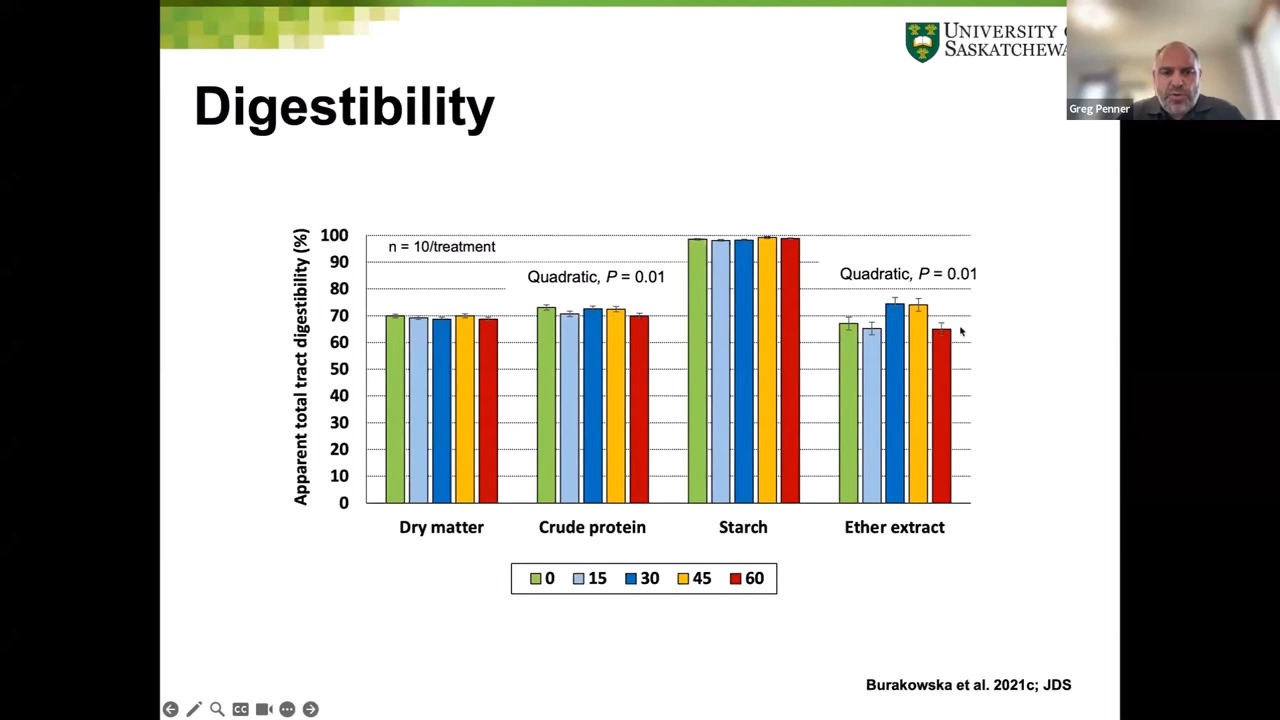 UNIVERSITY
SASKATCHEWA
Greg Penner
Digestibility
Apparent total tract digestibility (%)
100
90
80
70
60
50
40
30
20
10
0
n = 10/treatment
Quadratic, P = 0.01
Quadratic, P = 0.01
Dry matter
Crude protein
Starch
Ether extract
0 15 30 45 60
Burakowska et al. 2021c; JDS
CC